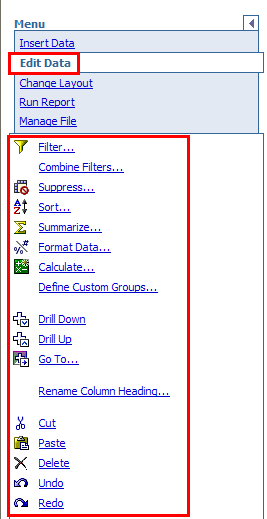 Menu
Insert Data
Edit Data
Change Layout
Run Report
Manage File
Filter...
Combine Filters...
Suppress...
Sort...
Summarize...
Format Data...
Calculate...
Define Custom Groups...
Drill Down
Drill Up
Go To...
Rename Column Heading...
Cut
Paste
Delete
Undo
Redo